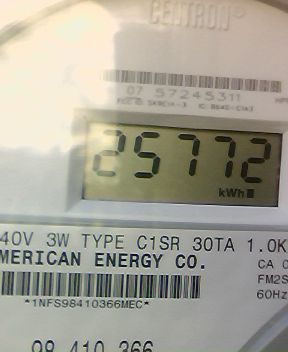 CENTRON®
07 57245311
25772
kWh
40V 3W TYPE C1SR 30TA 1.0K
MERICAN ENERGY CO.
CA 0
FM2S
60Hz
*1NFS98410366MEC*
98 410 366